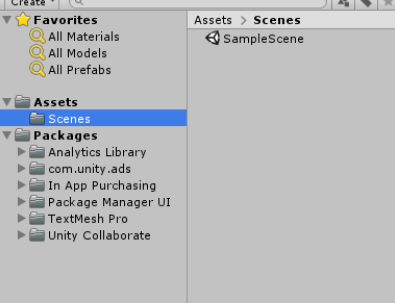 Create
Favorites
All Materials
All Models
All Prefabs
Assets
Scenes
Packages
Analytics Library
com.unity.ads
In App Purchasing
Package Manager UI
TextMesh Pro
Unity Collaborate
Assets > Scenes
SampleScene